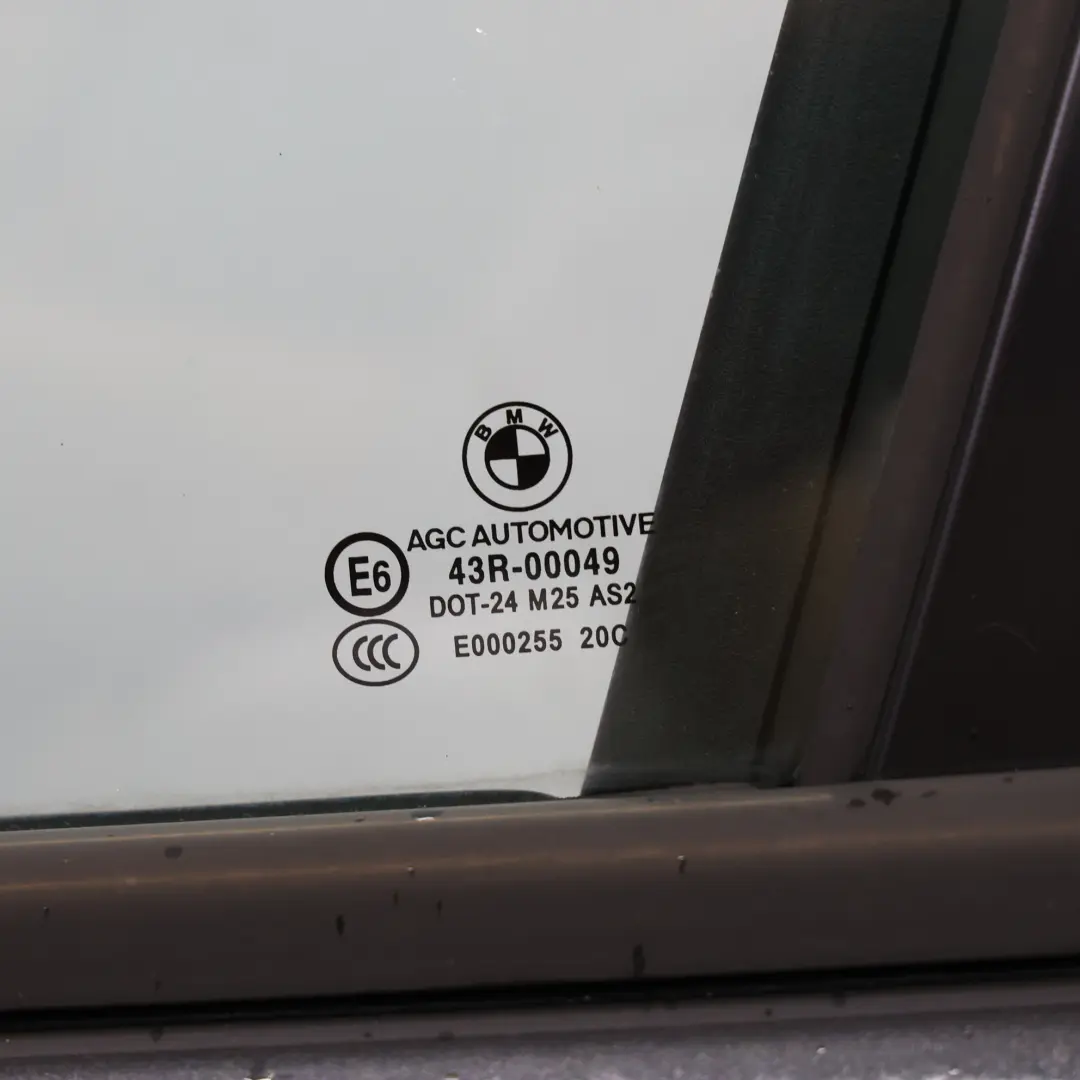 BMW
AGC AUTOMOTIVE
E6 43R-00049
DOT-24 M25 AS2
CCC E000255 20C